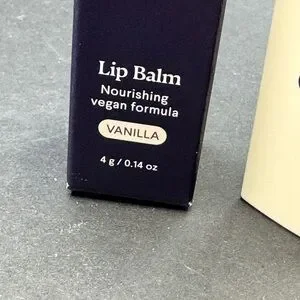 Lip Balm
Nourishing
vegan formula
VANILLA
4 g / 0.14 oz